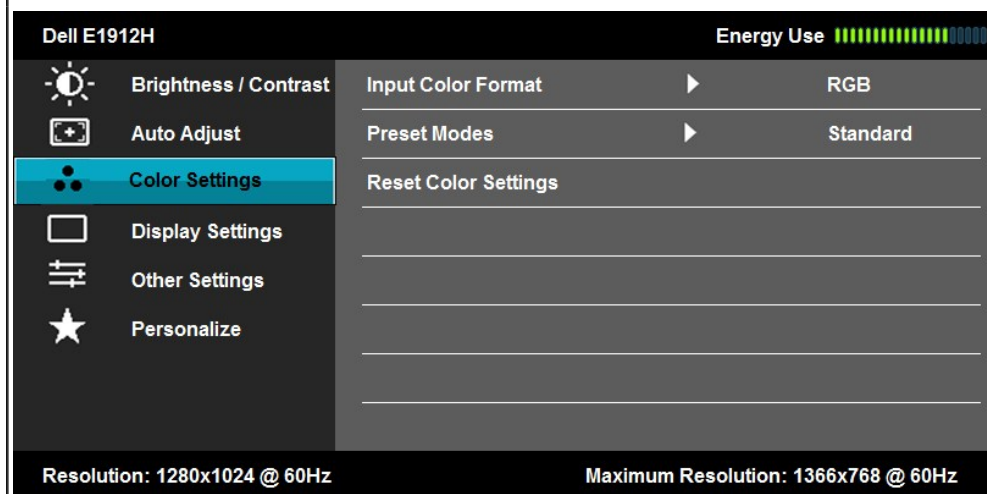 Dell E1912H Energy Use
Brightness / Contrast Input Color Format RGB
Auto Adjust Preset Modes Standard
Color Settings Reset Color Settings
Display Settings
Other Settings
Personalize
Resolution: 1280x1024 @ 60Hz Maximum Resolution: 1366x768 @ 60Hz